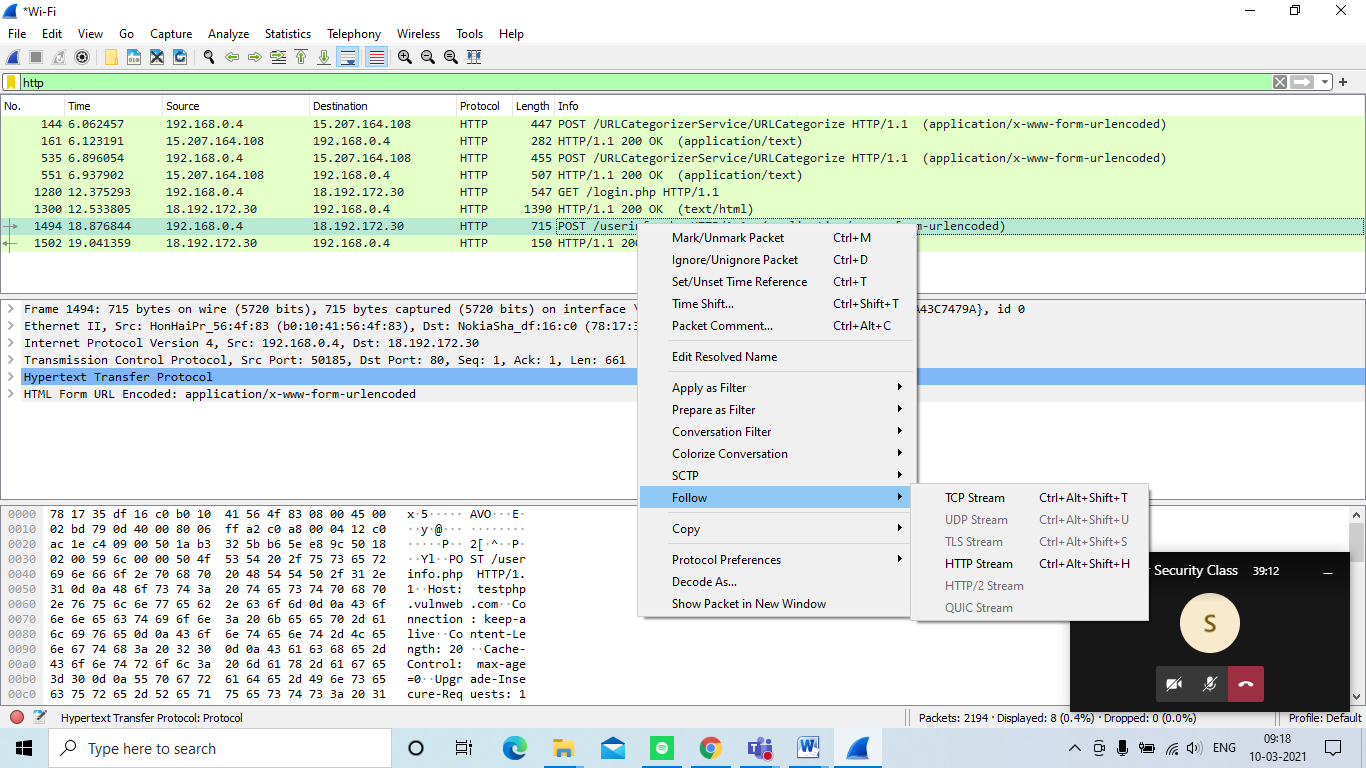 *Wi-Fi
File Edit View Go Capture Analyze Statistics Telephony Wireless Tools Help
http
No. Time Source Destination Protocol Length Info
144 6.062457 192.168.0.4 15.207.164.108 HTTP 447 POST /URLCategorizerService/URLCategorize HTTP/1.1 (application/x-www-form-urlencoded)
161 6.123191 15.207.164.108 192.168.0.4 HTTP 282 HTTP/1.1 200 OK (application/text)
535 6.896054 192.168.0.4 15.207.164.108 HTTP 455 POST /URLCategorizerService/URLCategorize HTTP/1.1 (application/x-www-form-urlencoded)
551 6.937902 15.207.164.108 192.168.0.4 HTTP 507 HTTP/1.1 200 OK (application/text)
1280 12.375293 192.168.0.4 18.192.172.30 HTTP 547 GET /login.php HTTP/1.1
1300 12.533805 18.192.172.30 192.168.0.4 HTTP 1390 HTTP/1.1 200 OK (text/html)
1494 18.876844 192.168.0.4 18.192.172.30 HTTP 715 POST /userin m-urlencoded)
1502 19.041359 18.192.172.30 192.168.0.4 HTTP 150 HTTP/1.1 200
Mark/Unmark Packet Ctrl+M
Ignore/Unignore Packet Ctrl+D
Set/Unset Time Reference Ctrl+T
Time Shift... Ctrl+Shift+T
Packet Comment... Ctrl+Alt+C
Edit Resolved Name
Apply as Filter
Prepare as Filter
Conversation Filter
Colorize Conversation
SCTP
Follow
Copy
Protocol Preferences
Decode As...
Show Packet in New Window
TCP Stream Ctrl+Alt+Shift+T
UDP Stream Ctrl+Alt+Shift+U
TLS Stream Ctrl+Alt+Shift+S
HTTP Stream Ctrl+Alt+Shift+H
HTTP/2 Stream
QUIC Stream
Frame 1494: 715 bytes on wire (5720 bits), 715 bytes captured (5720 bits) on interface \ A43C7479A}, id 0
Ethernet II, Src: HonHaiPr_56:4f:83 (b0:10:41:56:4f:83), Dst: NokiaSha_df:16:c0 (78:17:3
Internet Protocol Version 4, Src: 192.168.0.4, Dst: 18.192.172.30
Transmission Control Protocol, Src Port: 50185, Dst Port: 80, Seq: 1, Ack: 1, Len: 661
Hypertext Transfer Protocol
HTML Form URL Encoded: application/x-www-form-urlencoded
0000 78 17 35 df 16 c0 b0 10 41 56 4f 83 08 00 45 00 x·5····· AVO···E·
0010 02 bd 79 0d 40 00 80 06 ff a2 c0 a8 00 04 12 c0 ··y·@··· ········
0020 ac 1e c4 09 00 50 1a b3 32 5b b6 5e e8 9c 50 18 ·····P·· 2[·^··P·
0030 02 00 59 6c 00 00 50 4f 53 54 20 2f 75 73 65 72 ··Yl··PO ST /user
0040 69 6e 66 6f 2e 70 68 70 20 48 54 54 50 2f 31 2e info.php HTTP/1.
0050 31 0d 0a 48 6f 73 74 3a 20 74 65 73 74 70 68 70 1··Host: testphp
0060 2e 76 75 6c 6e 77 65 62 2e 63 6f 6d 0d 0a 43 6f .vulnweb .com··Co
0070 6e 6e 65 63 74 69 6f 6e 3a 20 6b 65 65 70 2d 61 nnection : keep-a
0080 6c 69 76 65 0d 0a 43 6f 6e 74 65 6e 74 2d 4c 65 live··Co ntent-Le
0090 6e 67 74 68 3a 20 32 30 0d 0a 43 61 63 68 65 2d ngth: 20 ··Cache-
00a0 43 6f 6e 74 72 6f 6c 3a 20 6d 61 78 2d 61 67 65 Control: max-age
00b0 3d 30 0d 0a 55 70 67 72 61 64 65 2d 49 6e 73 65 =0··Upgr ade-Inse
00c0 63 75 72 65 2d 52 65 71 75 65 73 74 73 3a 20 31 cure-Req uests: 1
Security Class 39:12
S
Hypertext Transfer Protocol: Protocol
Packets: 2194 · Displayed: 8 (0.4%) · Dropped: 0 (0.0%)
Profile: Default
Type here to search
ENG
09:18
10-03-2021